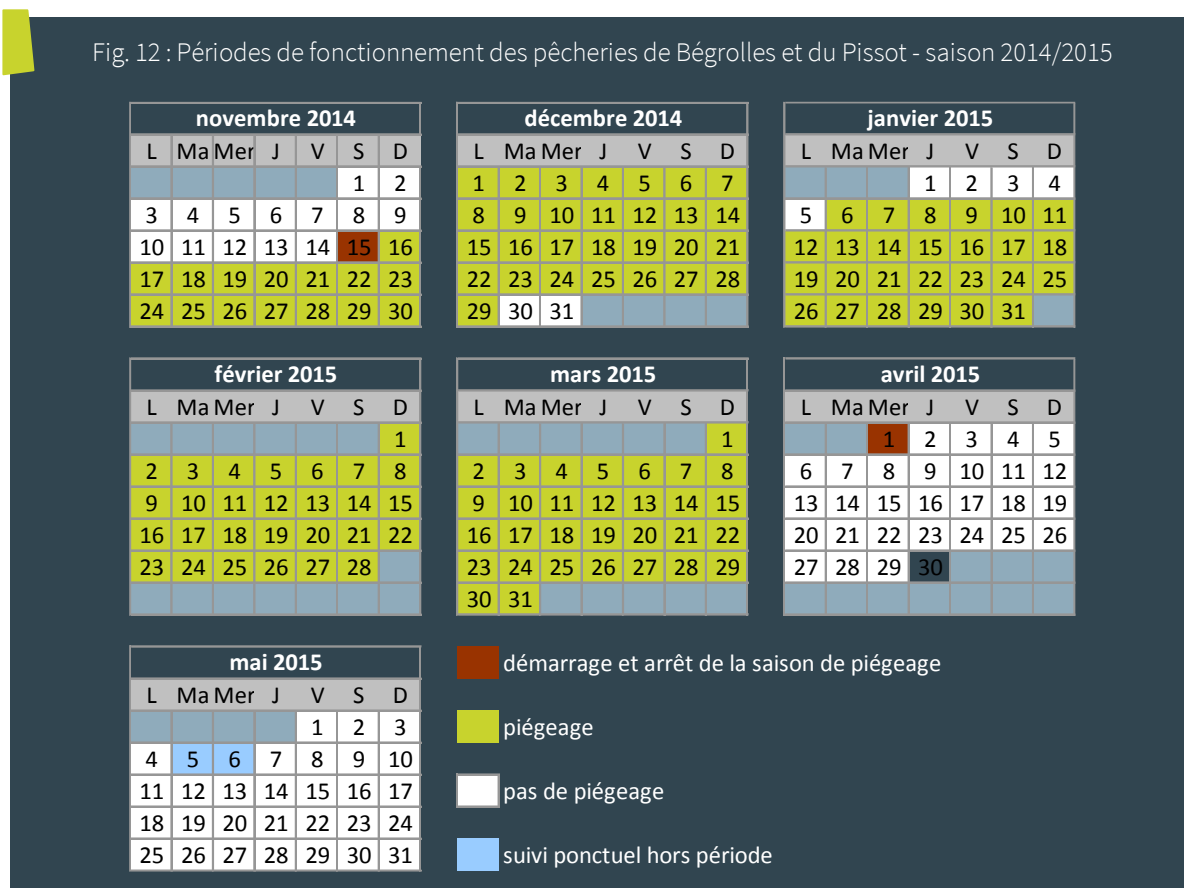 Fig. 12 : Périodes de fonctionnement des pêcheries de Bégrolles et du Pissot - saison 2014/2015
novembre 2014
L Ma Mer J V S D
1 2
3 4 5 6 7 8 9
10 11 12 13 14 15 16
17 18 19 20 21 22 23
24 25 26 27 28 29 30
décembre 2014
L Ma Mer J V S D
1 2 3 4 5 6 7
8 9 10 11 12 13 14
15 16 17 18 19 20 21
22 23 24 25 26 27 28
29 30 31
janvier 2015
L Ma Mer J V S D
1 2 3 4
5 6 7 8 9 10 11
12 13 14 15 16 17 18
19 20 21 22 23 24 25
26 27 28 29 30 31
février 2015
L Ma Mer J V S D
1
2 3 4 5 6 7 8
9 10 11 12 13 14 15
16 17 18 19 20 21 22
23 24 25 26 27 28
mars 2015
L Ma Mer J V S D
1
2 3 4 5 6 7 8
9 10 11 12 13 14 15
16 17 18 19 20 21 22
23 24 25 26 27 28 29
30 31
avril 2015
L Ma Mer J V S D
1 2 3 4 5
6 7 8 9 10 11 12
13 14 15 16 17 18 19
20 21 22 23 24 25 26
27 28 29 30
mai 2015
L Ma Mer J V S D
1 2 3
4 5 6 7 8 9 10
11 12 13 14 15 16 17
18 19 20 21 22 23 24
25 26 27 28 29 30 31
démarrage et arrêt de la saison de piégeage
piégeage
pas de piégeage
suivi ponctuel hors période